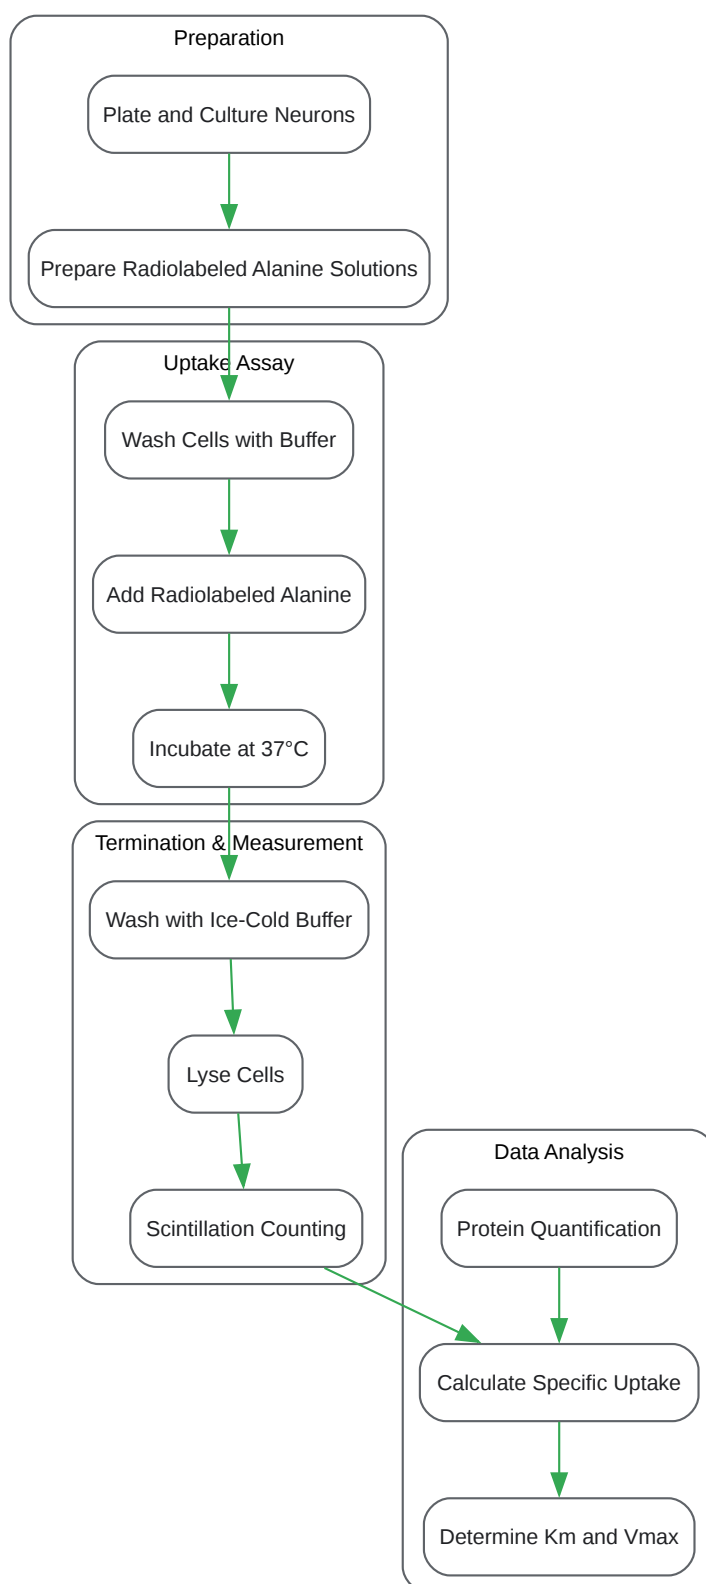 Preparation
Plate and Culture Neurons
Prepare Radiolabeled Alanine Solutions
Uptake Assay
Wash Cells with Buffer
Add Radiolabeled Alanine
Incubate at 37°C
Termination & Measurement
Wash with Ice-Cold Buffer
Lyse Cells
Scintillation Counting
Data Analysis
Protein Quantification
Calculate Specific Uptake
Determine Km and Vmax